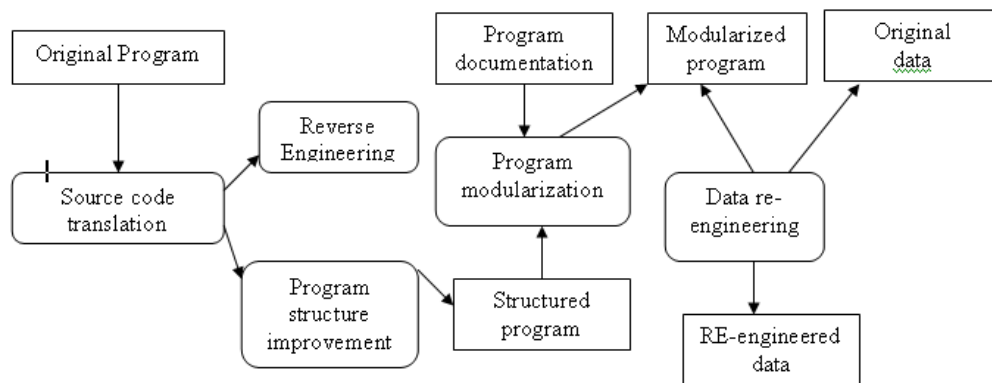 Original Program
Program
documentation
Modularized
program
Original
data
Reverse
Engineering
Program
modularization
Source code
translation
Data re-
engineering
Program
structure
improvement
Structured
program
RE-engineered
data